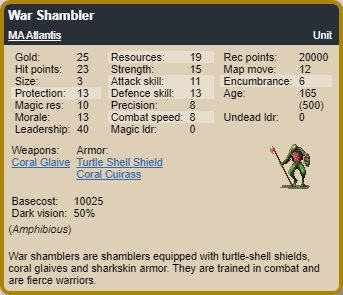 War Shambler
MA Atlantis Unit
Gold: 25 Resources: 19 Rec points: 20000
Hit points: 23 Strength: 15 Map move: 12
Size: 3 Attack skill: 11 Encumbrance: 6
Protection: 13 Defence skill: 13 Age: 165
Magic res: 10 Precision: 8 (500)
Morale: 13 Combat speed: 8 Undead ldr: 0
Leadership: 40 Magic ldr: 0
Weapons: Armor:
Coral Glaive Turtle Shell Shield
Coral Cuirass
Basecost: 10025
Dark vision: 50%
(Amphibious)
War shamblers are shamblers equipped with turtle-shell shields,
coral glaives and sharkskin armor. They are trained in combat and
are fierce warriors.